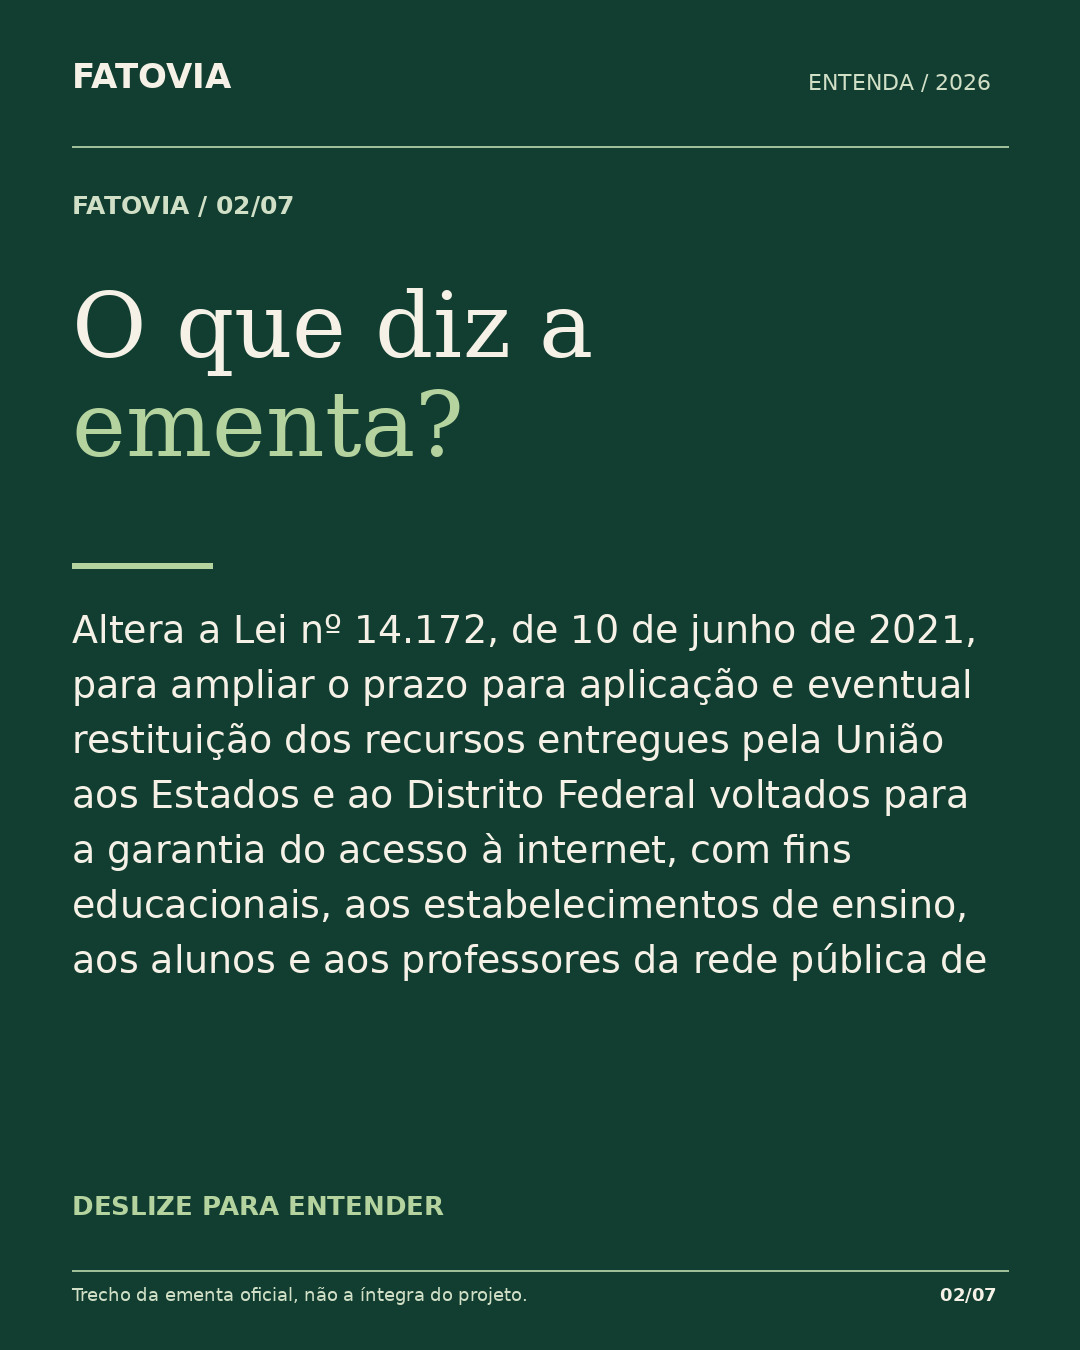 FATOVIA
ENTENDA / 2026
FATOVIA / 02/07
O que diz a
ementa?
Altera a Lei nº 14.172, de 10 de junho de 2021,
para ampliar o prazo para aplicação e eventual
restituição dos recursos entregues pela União
aos Estados e ao Distrito Federal voltados para
a garantia do acesso à internet, com fins
educacionais, aos estabelecimentos de ensino,
aos alunos e aos professores da rede pública de
DESLIZE PARA ENTENDER
Trecho da ementa oficial, não a íntegra do projeto.
02/07